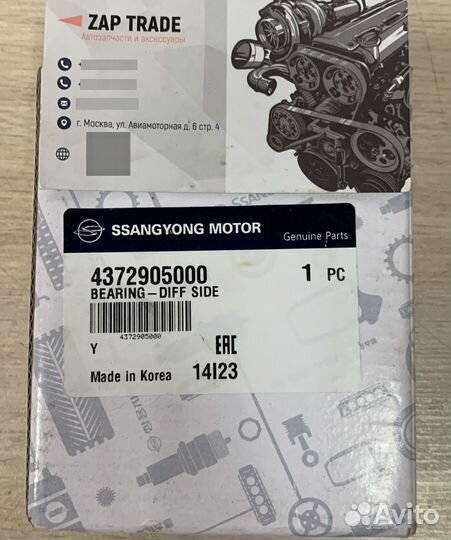 ZAP TRADE
Автозапчасти и аксессуары
г. Москва, ул. Авиамоторная д. 6 стр. 4
SSANGYONG MOTOR Genuine Parts
4372905000 1 PC
BEARING-DIFF SIDE
4372905000
Y EAC
Made in Korea 14I23
Avito